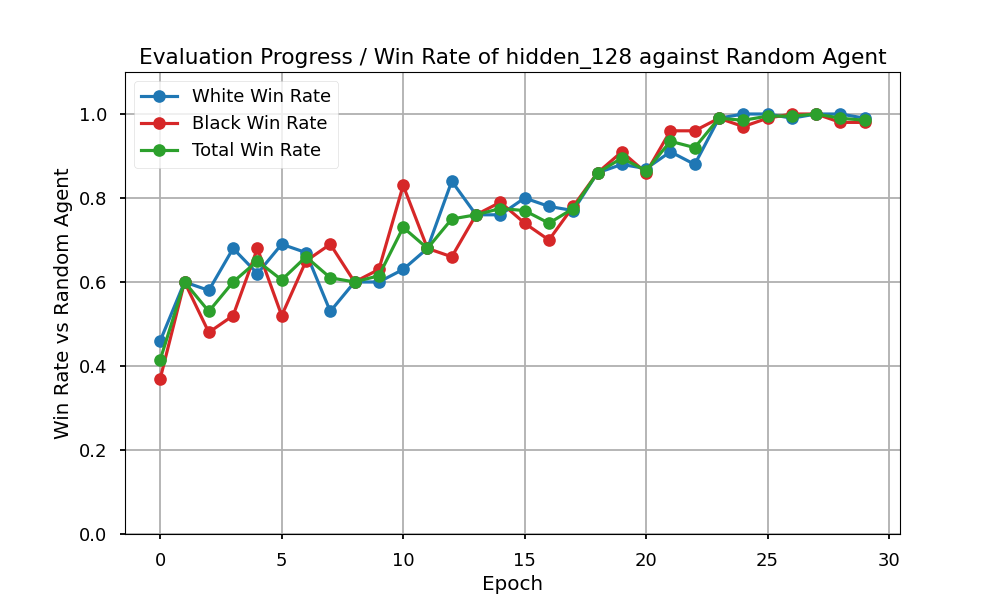 Evaluation Progress / Win Rate of hidden_128 against Random Agent
White Win Rate
Black Win Rate
Total Win Rate
Win Rate vs Random Agent
1.0
0.8
0.6
0.4
0.2
0.0
0 5 10 15 20 25 30
Epoch